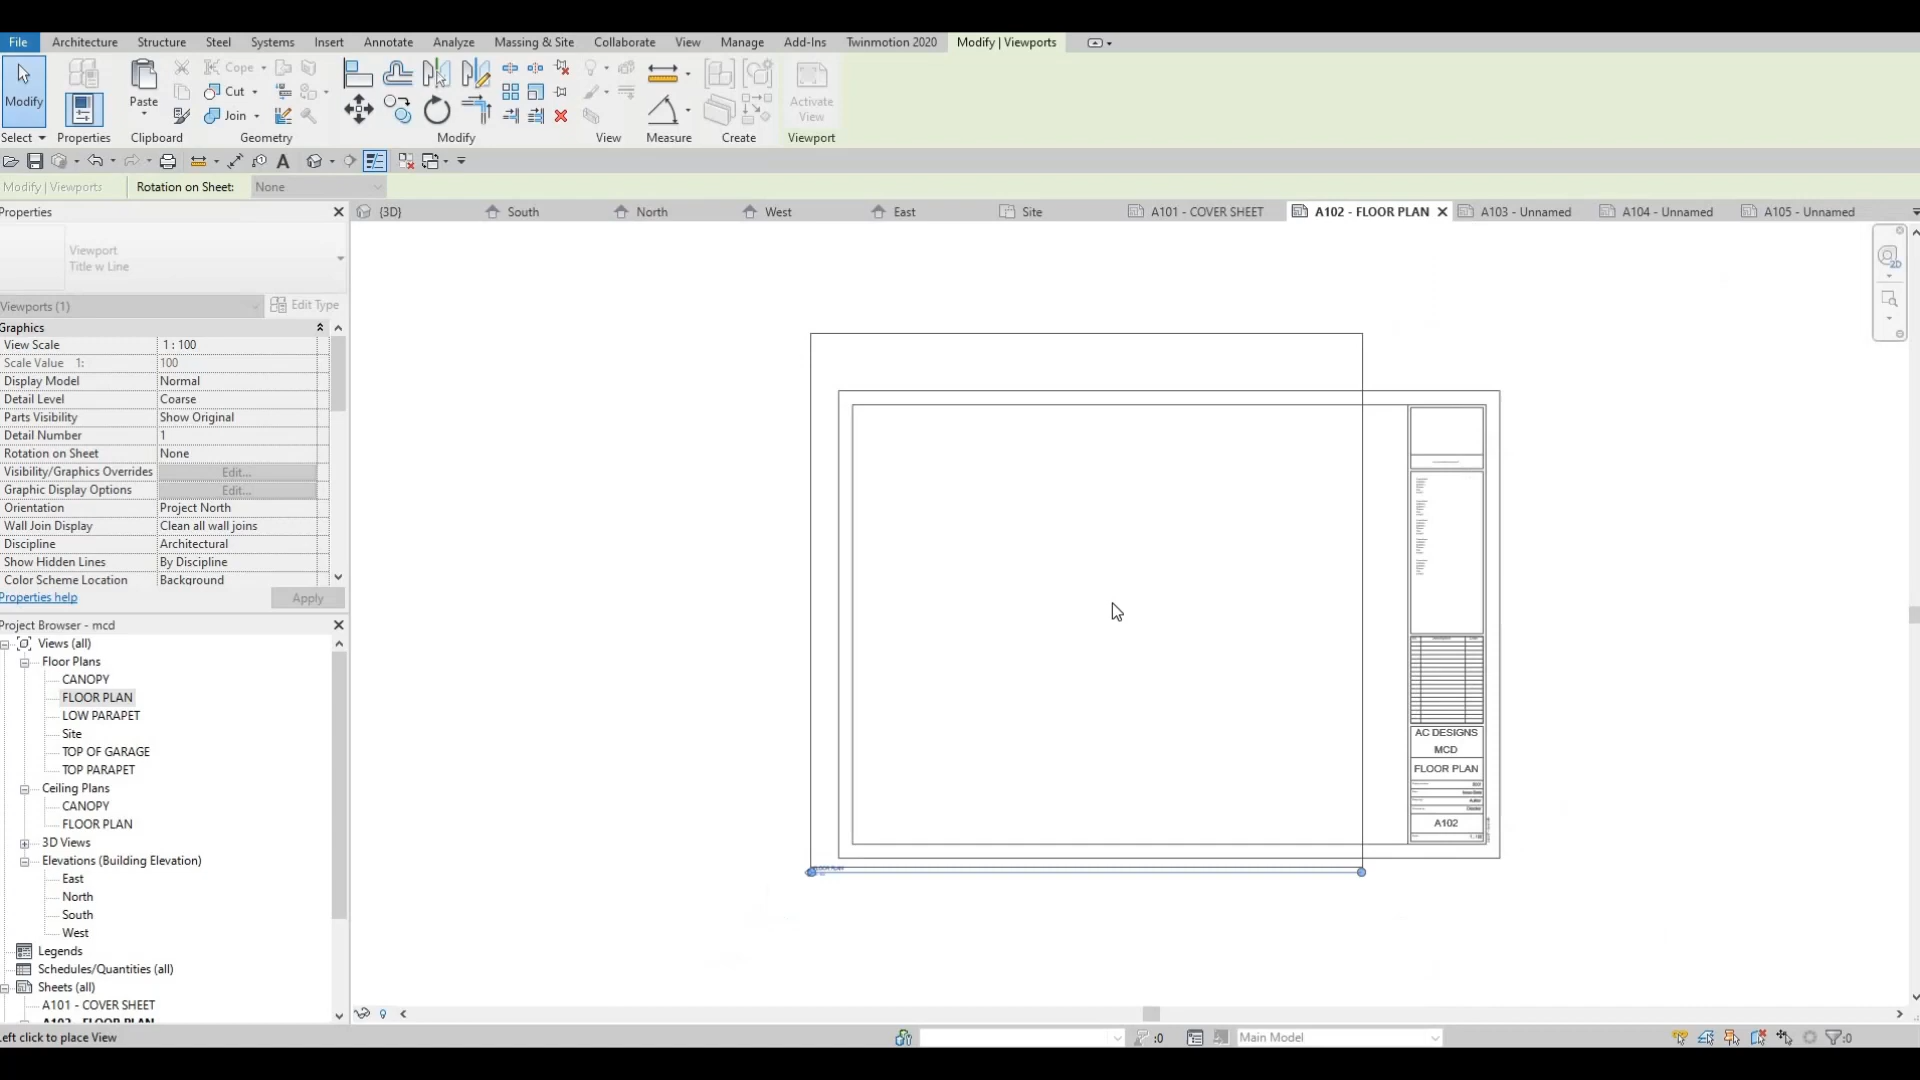 File Architecture Structure Steel Systems Insert Annotate Analyze Massing & Site Collaborate View Manage Add-Ins Twinmotion 2020 Modify | Viewports
Modify Paste Cope Cut Join Activate View
Select Properties Clipboard Geometry Modify View Measure Create Viewport
Modify | Viewports Rotation on Sheet: None
Properties
{3D} South North West East Site A101 - COVER SHEET A102 - FLOOR PLAN A103 - Unnamed A104 - Unnamed A105 - Unnamed
Viewport
Title w Line
Viewports (1) Edit Type
Graphics
View Scale 1 : 100
Scale Value 1: 100
Display Model Normal
Detail Level Coarse
Parts Visibility Show Original
Detail Number 1
Rotation on Sheet None
Visibility/Graphics Overrides Edit...
Graphic Display Options Edit...
Orientation Project North
Wall Join Display Clean all wall joins
Discipline Architectural
Show Hidden Lines By Discipline
Color Scheme Location Background
Properties help Apply
Project Browser - mcd
Views (all)
Floor Plans
CANOPY
FLOOR PLAN
LOW PARAPET
Site
TOP OF GARAGE
TOP PARAPET
Ceiling Plans
CANOPY
FLOOR PLAN
3D Views
Elevations (Building Elevation)
East
North
South
West
Legends
Schedules/Quantities (all)
Sheets (all)
A101 - COVER SHEET
A102 - FLOOR PLAN
AC DESIGNS
MCD
FLOOR PLAN
A102
FLOOR PLAN
2D
Left click to place View
:0 Main Model :0